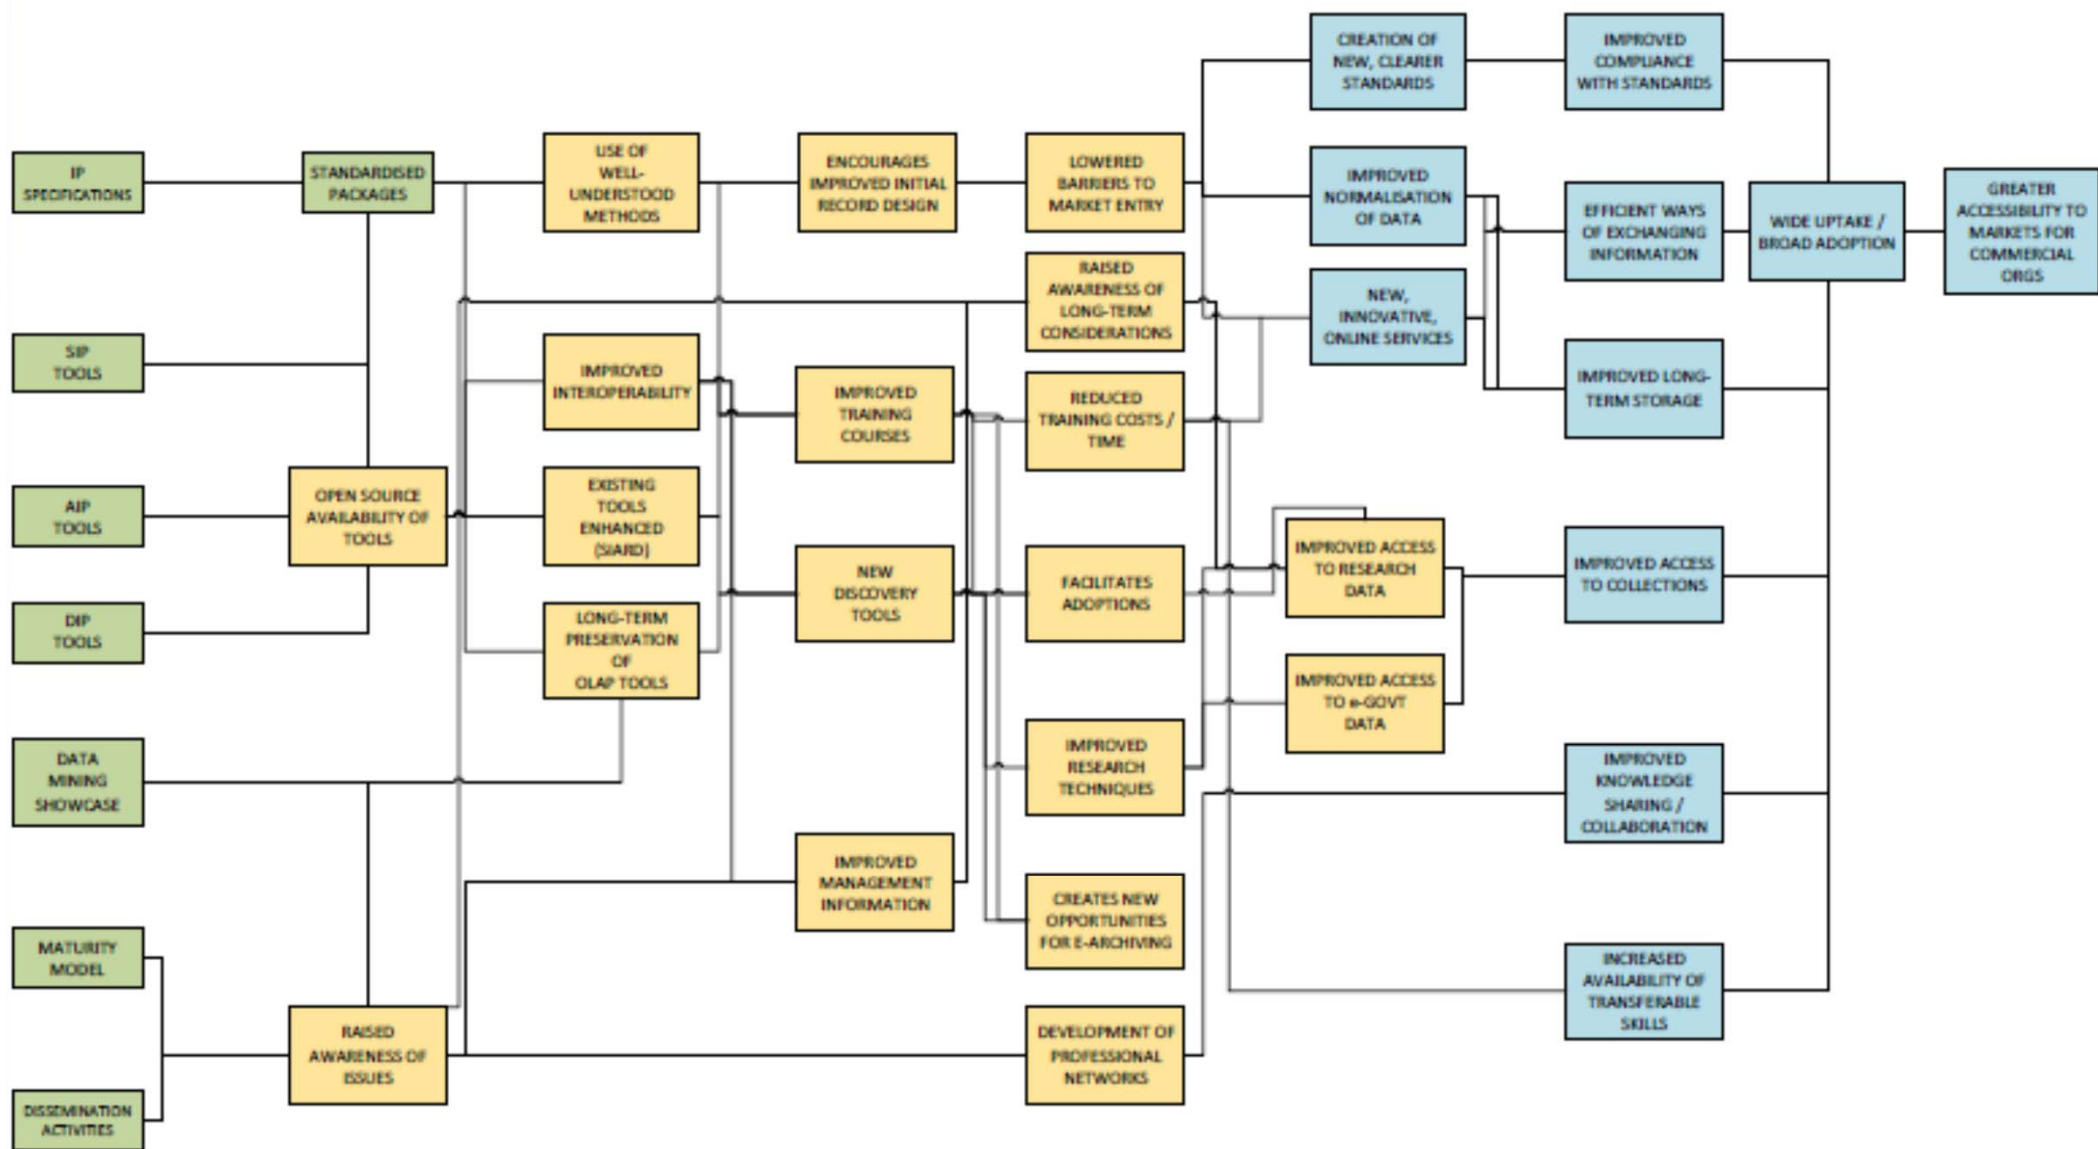 IP
SPECIFICATIONS
SIP
TOOLS
AIP
TOOLS
DIP
TOOLS
DATA
MINING
SHOWCASE
MATURITY
MODEL
DISSEMINATION
ACTIVITIES
STANDARDISED
PACKAGES
OPEN SOURCE
AVAILABILITY OF
TOOLS
RAISED
AWARENESS OF
ISSUES
USE OF
WELL-
UNDERSTOOD
METHODS
IMPROVED
INTEROPERABILITY
EXISTING
TOOLS
ENHANCED
(SIARD)
LONG-TERM
PRESERVATION
OF
OLAP TOOLS
ENCOURAGES
IMPROVED INITIAL
RECORD DESIGN
IMPROVED
TRAINING
COURSES
NEW
DISCOVERY
TOOLS
IMPROVED
MANAGEMENT
INFORMATION
LOWERED
BARRIERS TO
MARKET ENTRY
RAISED
AWARENESS OF
LONG-TERM
CONSIDERATIONS
REDUCED
TRAINING COSTS /
TIME
FACILITATES
ADOPTIONS
IMPROVED
RESEARCH
TECHNIQUES
CREATES NEW
OPPORTUNITIES
FOR E-ARCHIVING
DEVELOPMENT OF
PROFESSIONAL
NETWORKS
CREATION OF
NEW, CLEARER
STANDARDS
IMPROVED
NORMALISATION
OF DATA
NEW,
INNOVATIVE,
ONLINE SERVICES
IMPROVED ACCESS
TO RESEARCH
DATA
IMPROVED ACCESS
TO e-GOVT
DATA
IMPROVED
COMPLIANCE
WITH STANDARDS
EFFICIENT WAYS
OF EXCHANGING
INFORMATION
IMPROVED LONG-
TERM STORAGE
IMPROVED ACCESS
TO COLLECTIONS
IMPROVED
KNOWLEDGE
SHARING /
COLLABORATION
INCREASED
AVAILABILITY OF
TRANSFERABLE
SKILLS
WIDE UPTAKE /
BROAD ADOPTION
GREATER
ACCESSIBILITY TO
MARKETS FOR
COMMERCIAL
ORGS